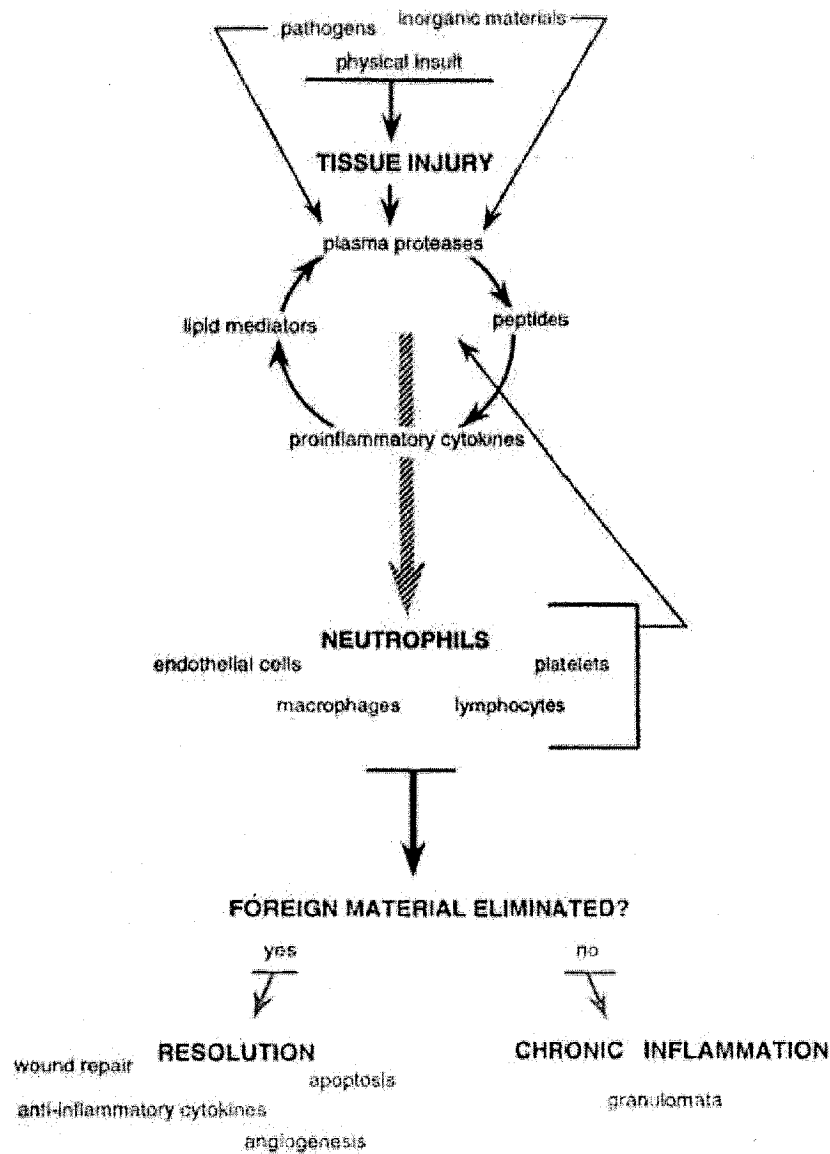 pathogens inorganic materials
physical insult
TISSUE INJURY
plasma proteases
lipid mediators peptides
proinflammatory cytokines
NEUTROPHILS
endothelial cells platelets
macrophages lymphocytes
FOREIGN MATERIAL ELIMINATED?
yes no
RESOLUTION CHRONIC INFLAMMATION
wound repair
apoptosis
granulomata
anti-inflammatory cytokines
angiogenesis